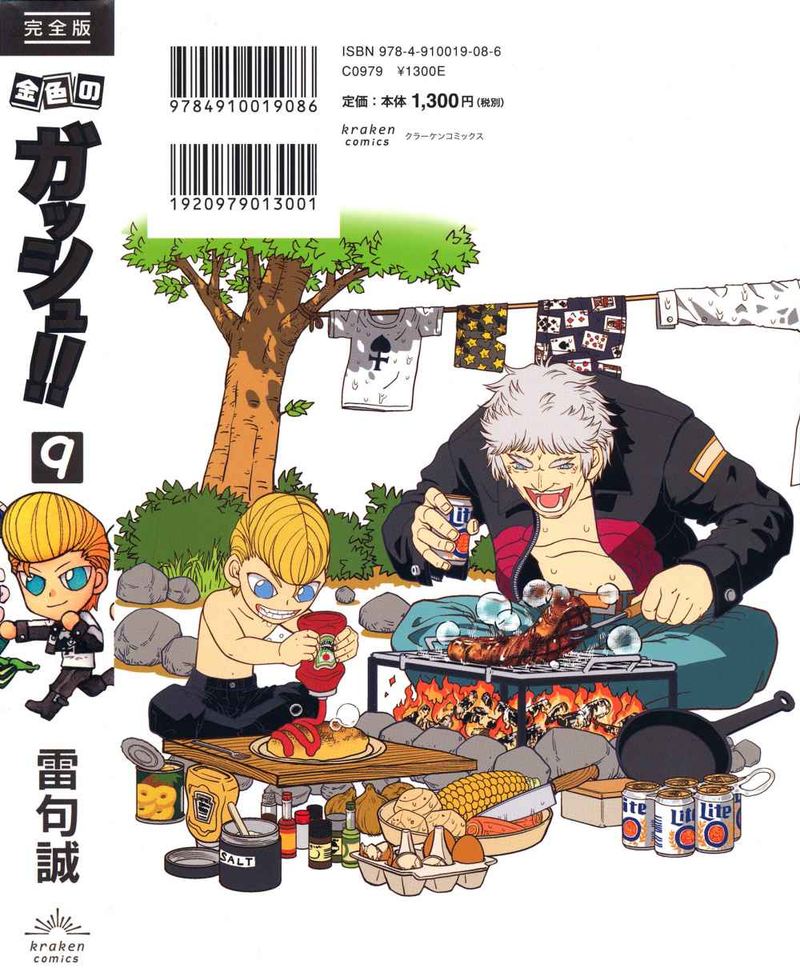 完全版
金色の
ガッシュ!!
9
雷句誠
kraken
comics
9784910019086
1920979013001
ISBN 978-4-910019-08-6
C0979 ¥1300E
定価：本体1,300円(税別)
kraken
comics
クラーケンコミックス
Lite
SALT
Lite
Lite
Lite